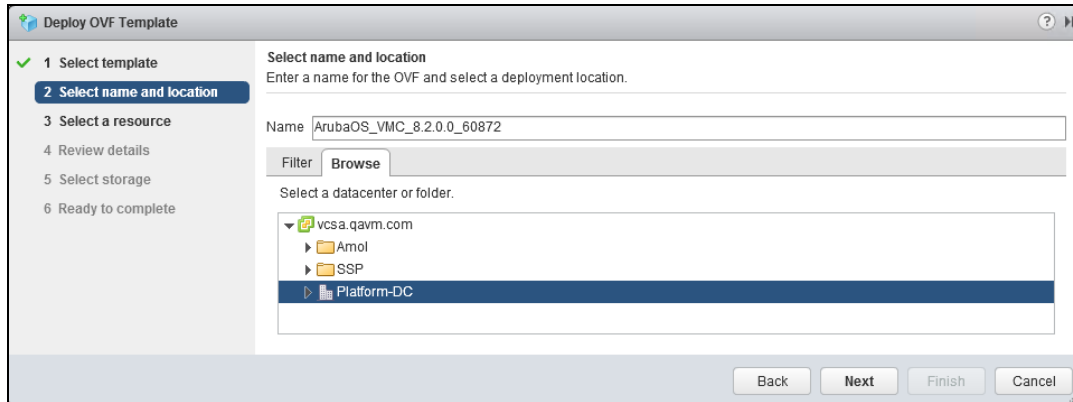 Deploy OVF Template
?
1 Select template
2 Select name and location
3 Select a resource
4 Review details
5 Select storage
6 Ready to complete
Select name and location
Enter a name for the OVF and select a deployment location.
Name ArubaOS_VMC_8.2.0.0_60872
Filter Browse
Select a datacenter or folder.
vcsa.qavm.com
Amol
SSP
Platform-DC
Back Next Finish Cancel